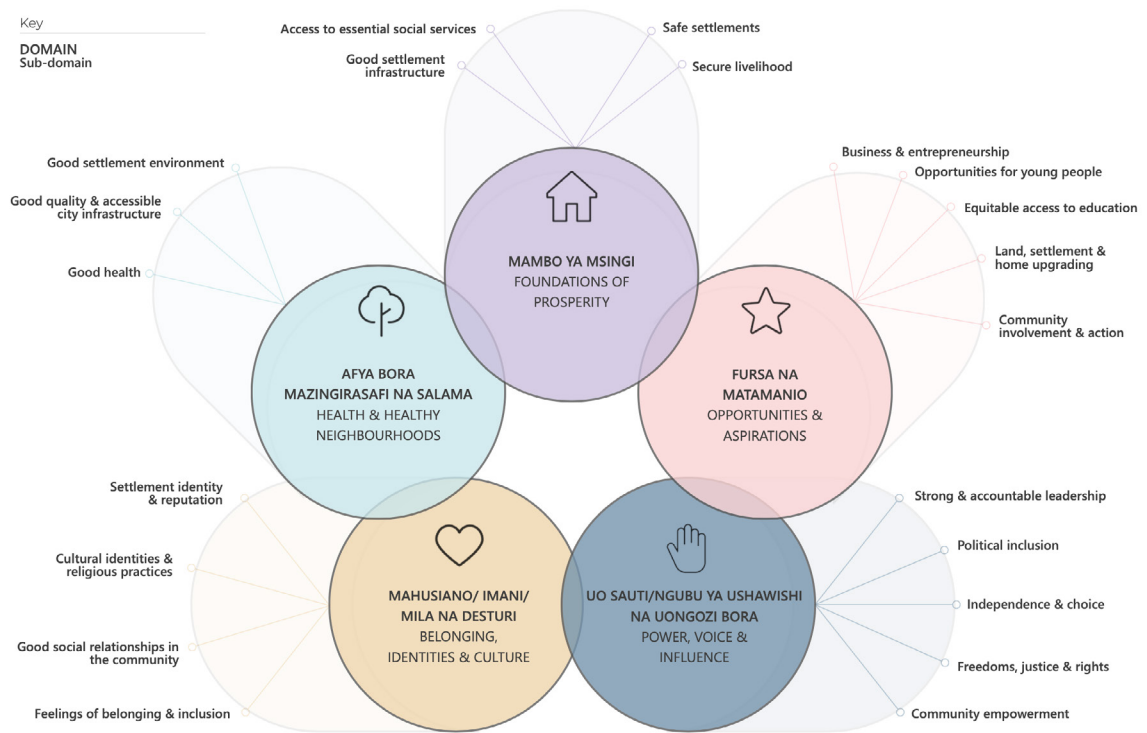 Key
DOMAIN
Sub-domain
Access to essential social services
Good settlement
infrastructure
Safe settlements
Secure livelihood
Good settlement environment
Good quality & accessible
city infrastructure
Good health
Business & entrepreneurship
Opportunities for young people
Equitable access to education
Land, settlement &
home upgrading
Community
involvement & action
MAMBO YA MSINGI
FOUNDATIONS OF
PROSPERITY
AFYA BORA
MAZINGIRASAFI NA SALAMA
HEALTH & HEALTHY
NEIGHBOURHOODS
FURSA NA
MATAMANIO
OPPORTUNITIES &
ASPIRATIONS
Settlement identity
& reputation
Cultural identities &
religious practices
Good social relationships in
the community
Feelings of belonging & inclusion
MAHUSIANO/ IMANI/
MILA NA DESTURI
BELONGING,
IDENTITIES & CULTURE
UO SAUTI/NGUBU YA USHAWISHI
NA UONGOZI BORA
POWER, VOICE &
INFLUENCE
Strong & accountable leadership
Political inclusion
Independence & choice
Freedoms, justice & rights
Community empowerment